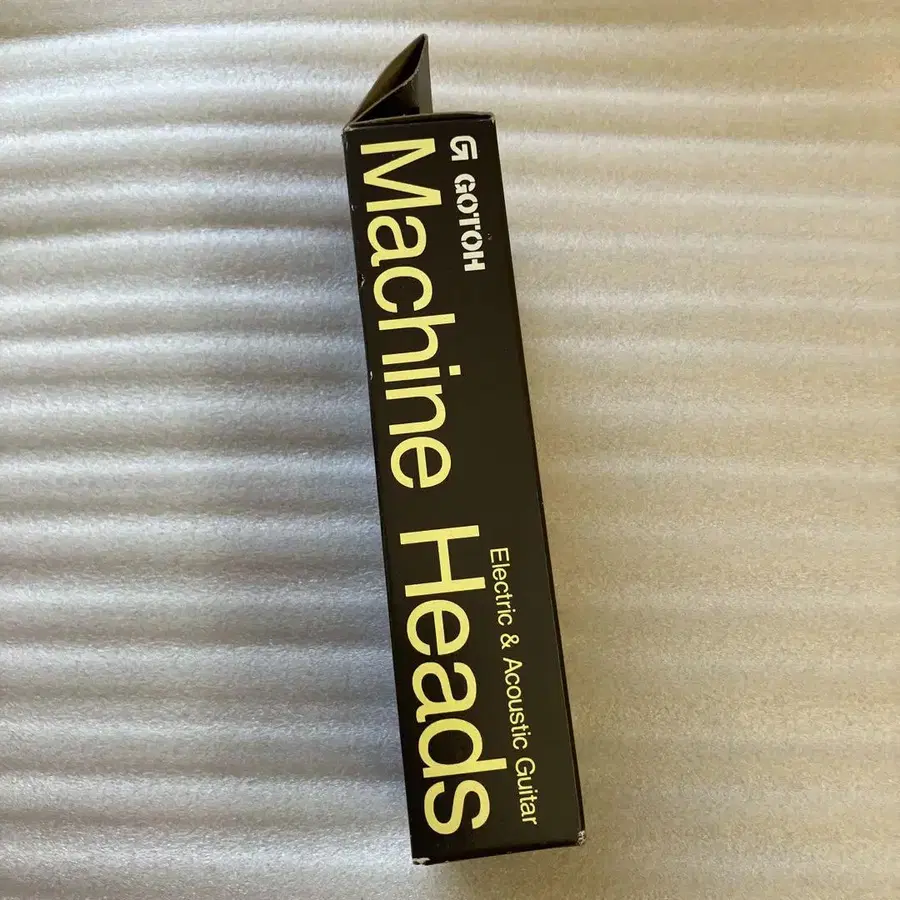 GOTOH
Machine Heads
Electric & Acoustic Guitar